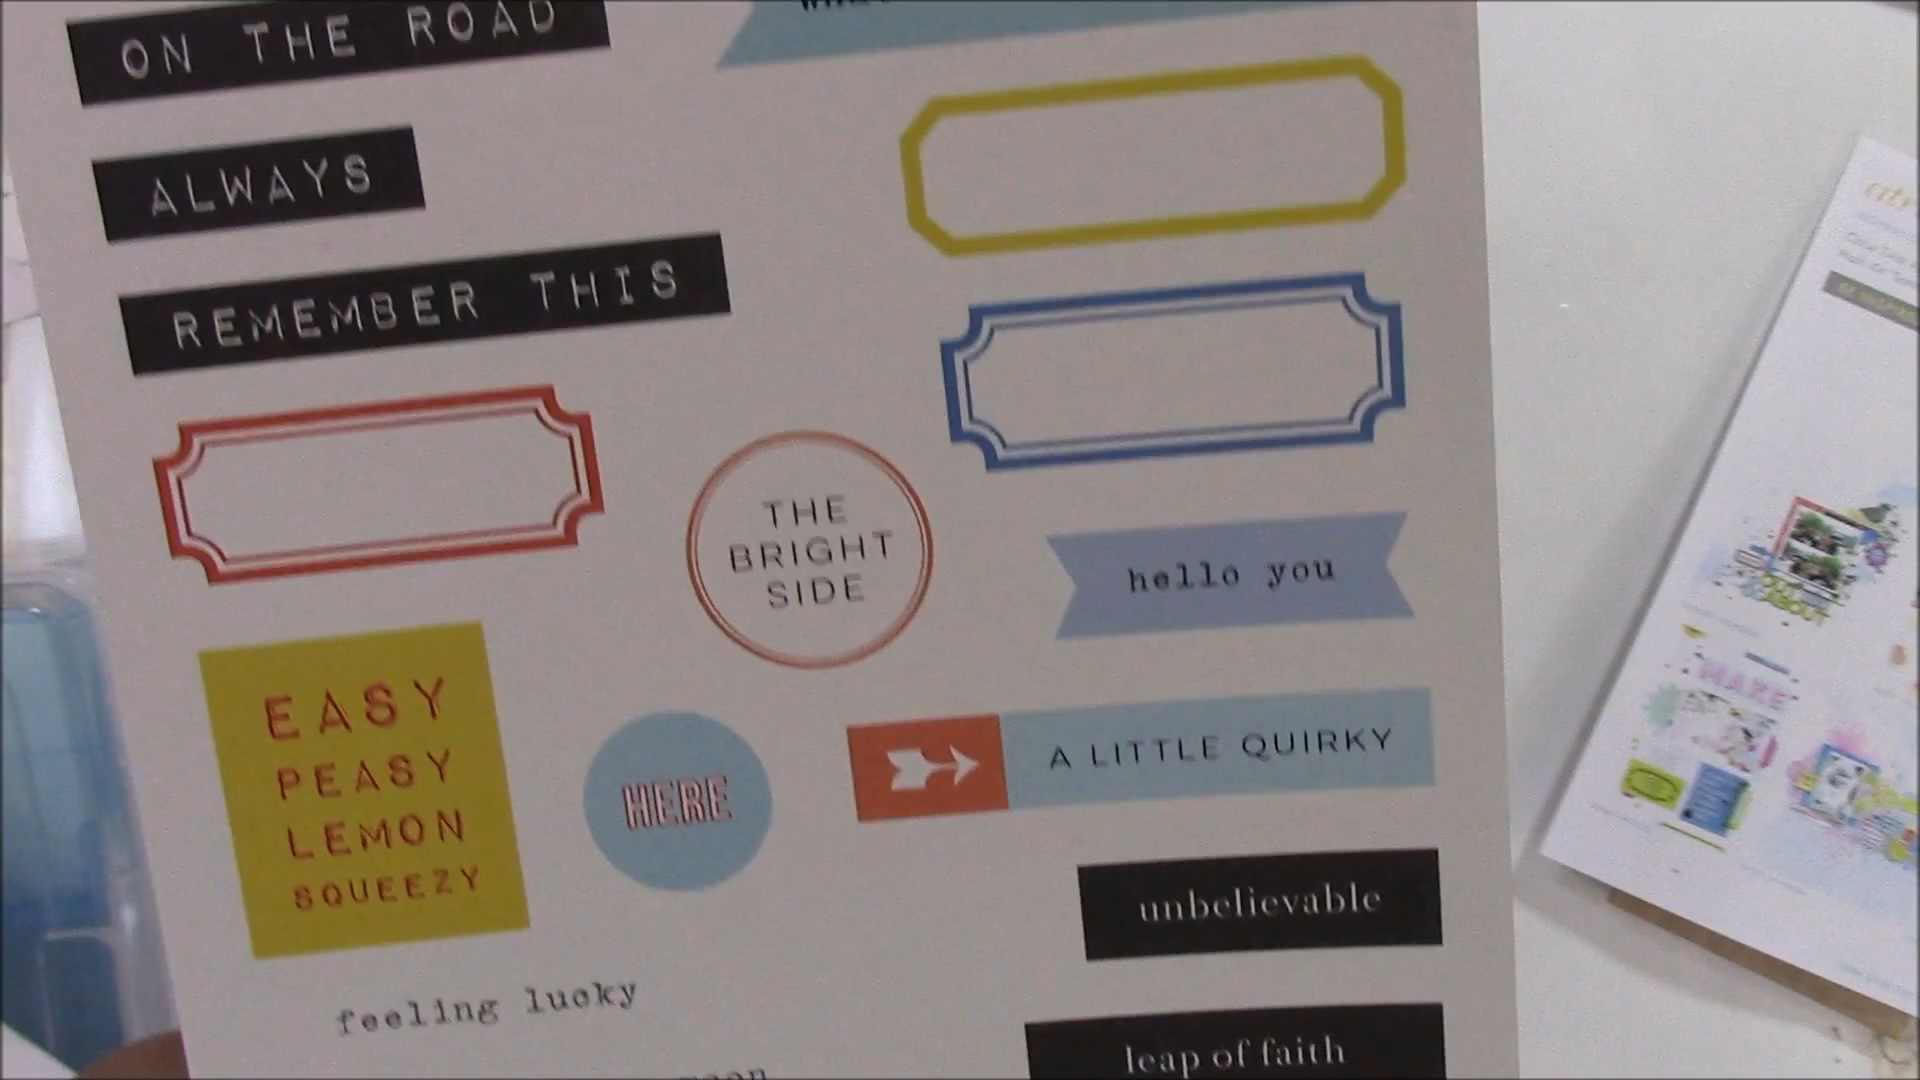 ON THE ROAD
ALWAYS
REMEMBER THIS
THE
BRIGHT
SIDE
hello you
EASY
PEASY
LEMON
SQUEEZY
HERE
A LITTLE QUIRKY
unbelievable
feeling lucky
leap of faith
MAKE